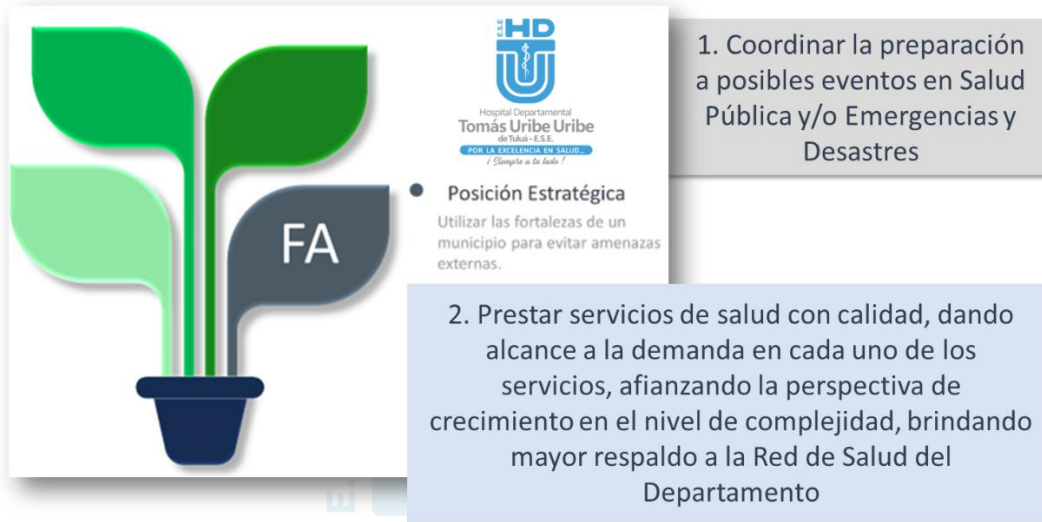 E.S.E
HD
U
Hospital Departamental
Tomás Uribe Uribe
de Tuluá - E.S.E.
POR LA EXCELENCIA EN SALUD...
¡ Siempre a tu lado !
FA
• Posición Estratégica
Utilizar las fortalezas de un
municipio para evitar amenazas
externas.
1. Coordinar la preparación
a posibles eventos en Salud
Pública y/o Emergencias y
Desastres
2. Prestar servicios de salud con calidad, dando
alcance a la demanda en cada uno de los
servicios, afianzando la perspectiva de
crecimiento en el nivel de complejidad, brindando
mayor respaldo a la Red de Salud del
Departamento